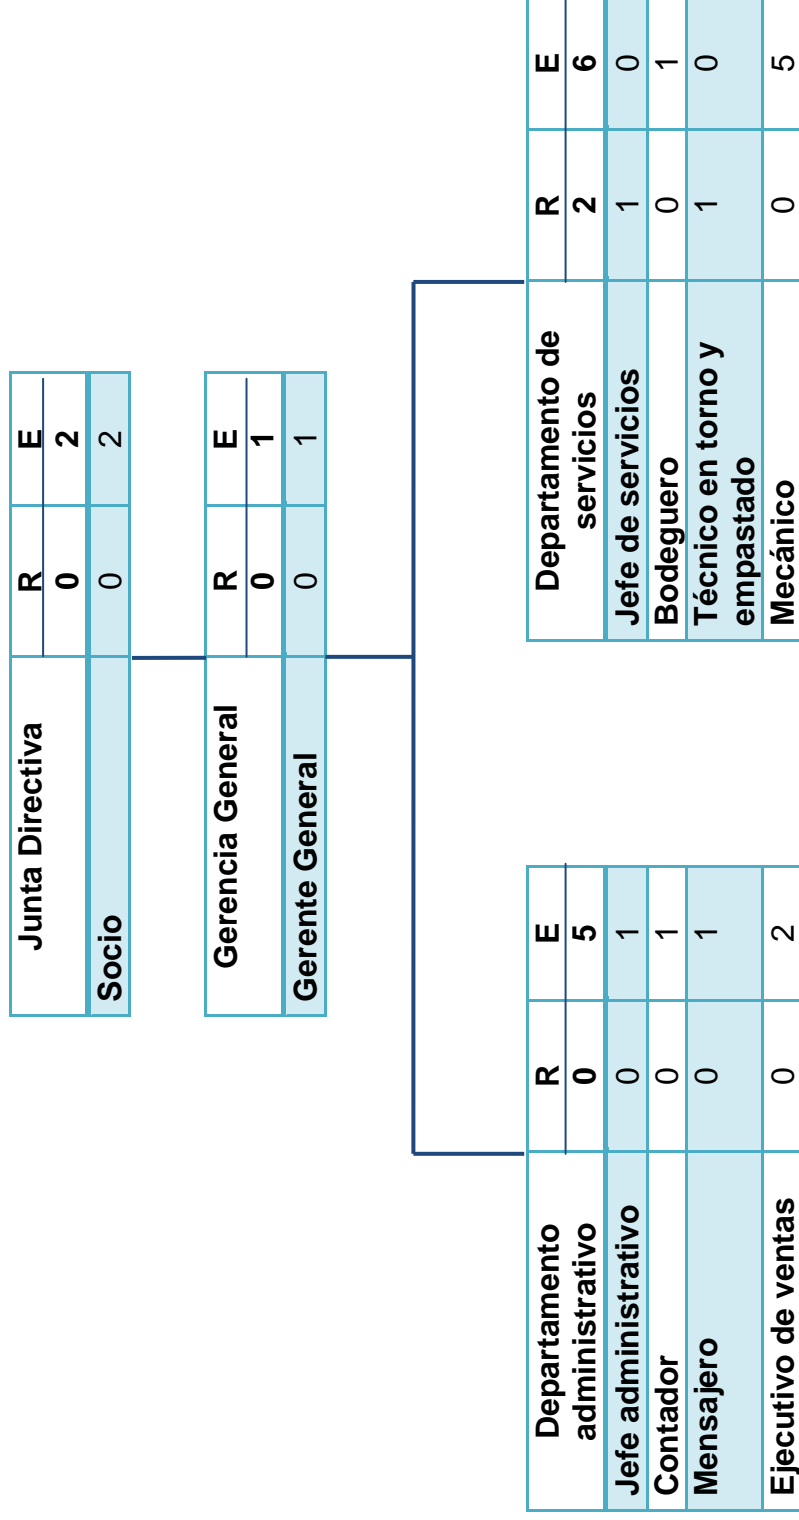 Junta Directiva R E
0 2
Socio 0 2
Gerencia General R E
0 1
Gerente General 0 1
Departamento R E
administrativo 0 5
Jefe administrativo 0 1
Contador 0 1
Mensajero 0 1
Ejecutivo de ventas 0 2
Departamento de R E
servicios 2 6
Jefe de servicios 1 0
Bodeguero 0 1
Técnico en torno y 1 0
empastado
Mecánico 0 5